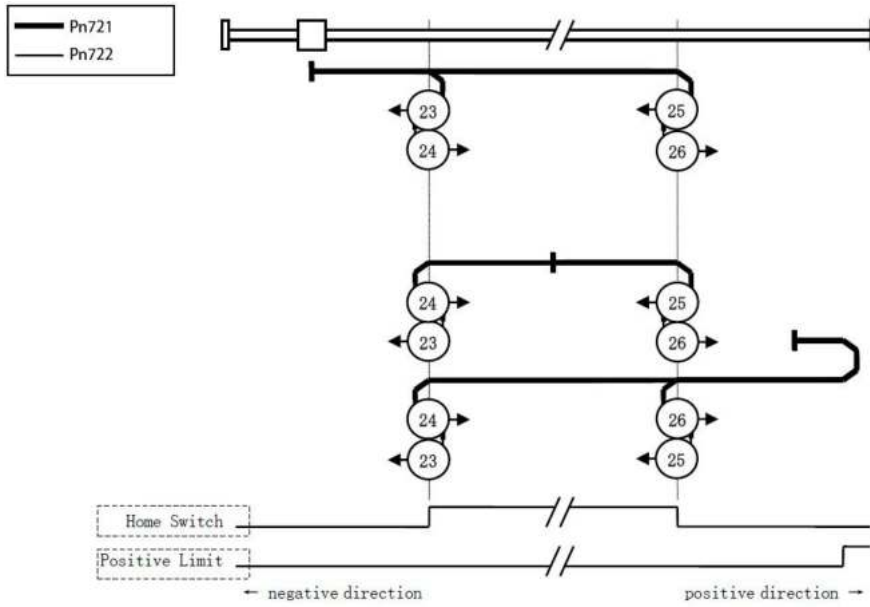 Pn721
Pn722
23 25
24 26
24 25
23 26
24 26
23 25
Home Switch
Positive Limit
← negative direction positive direction →